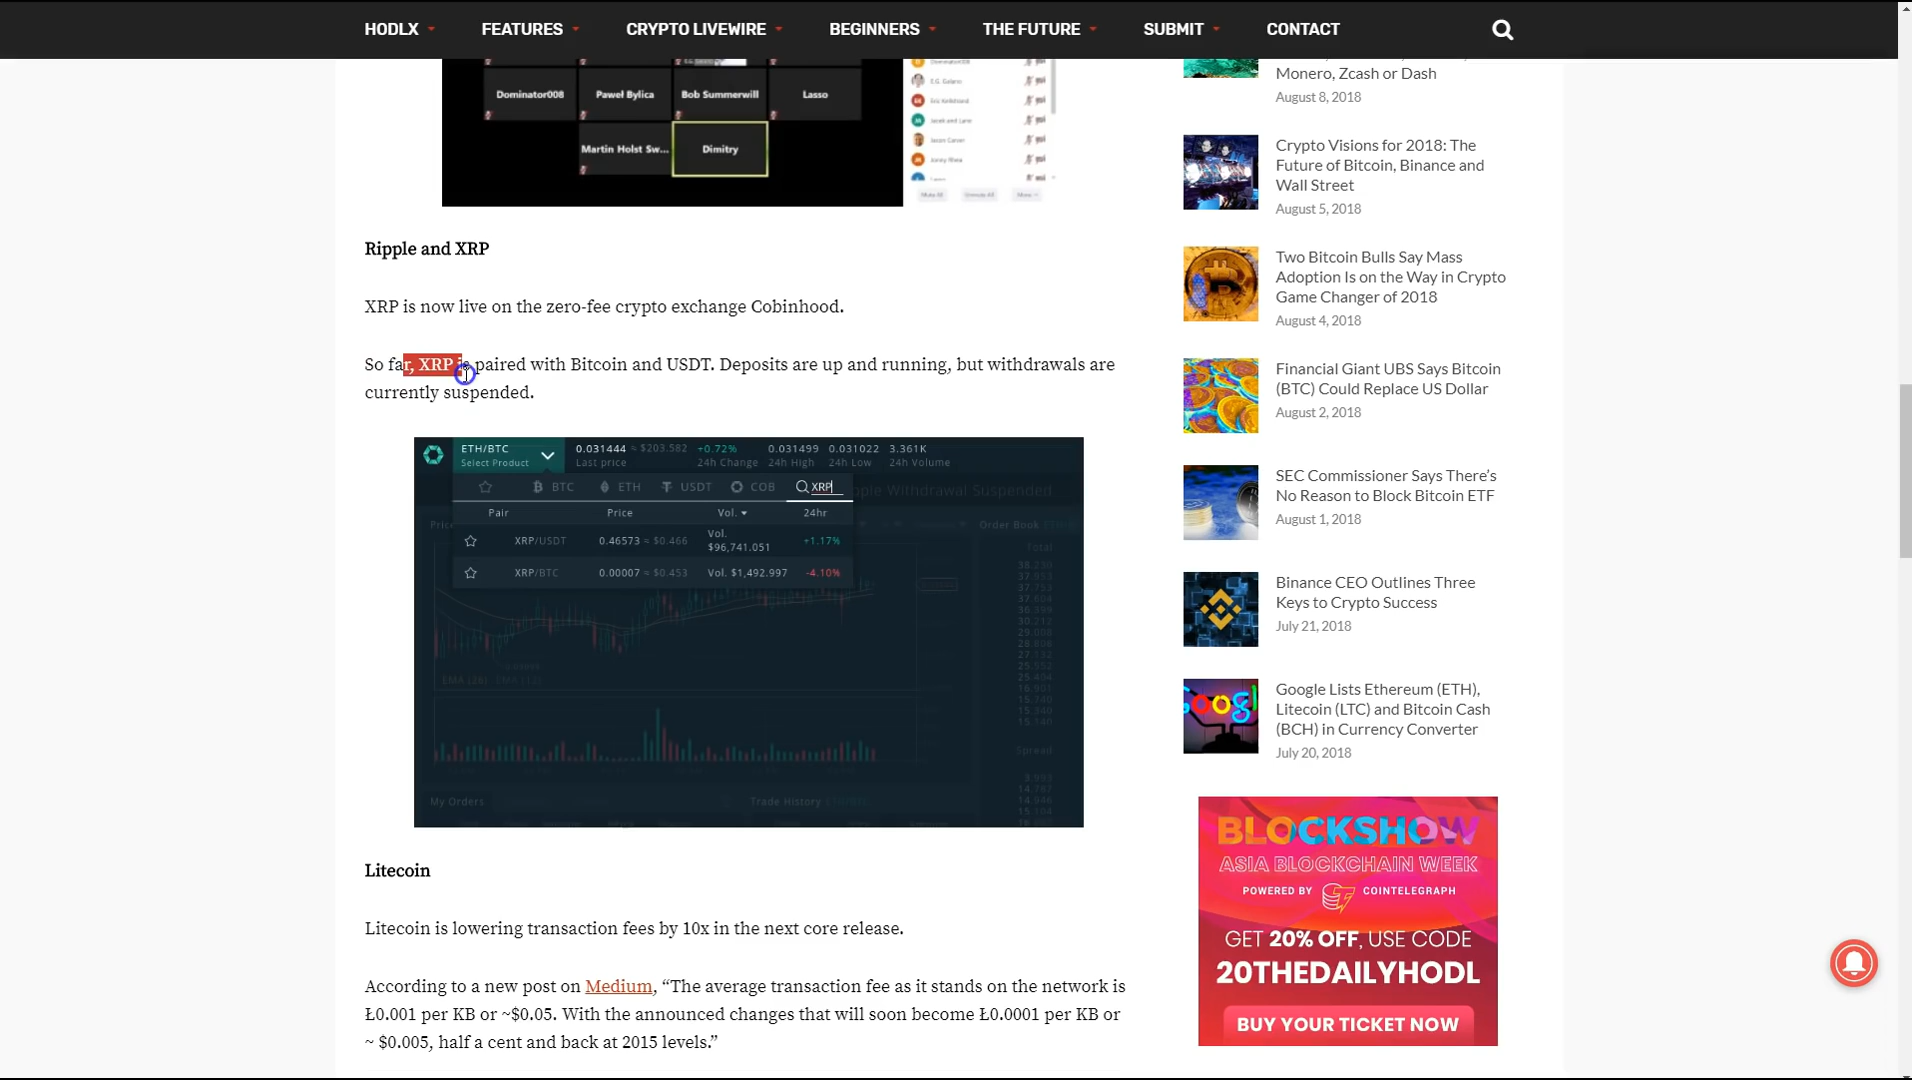 HODLX
FEATURES
CRYPTO LIVEWIRE
BEGINNERS
THE FUTURE
SUBMIT
CONTACT
Dominator008
Paweł Bylica
Bob Summerwill
Lasso
Martin Holst Sw...
Dimitry
Ripple and XRP
XRP is now live on the zero-fee crypto exchange Cobinhood.
So far, XRP is paired with Bitcoin and USDT. Deposits are up and running, but withdrawals are
currently suspended.
ETH/BTC
Select Product
0.031444 ≈ $203.582
Last price
+0.72%
24h Change
0.031499
24h High
0.031022
24h Low
3.361K
24h Volume
BTC
ETH
USDT
COB
XRP
ple Withdrawal Suspended
Pair
Price
Vol.
24hr
Order Book
Total
XRP/USDT
0.46573 ≈ $0.466
Vol.
$96,741.051
+1.17%
XRP/BTC
0.00007 ≈ $0.453
Vol. $1,492.997
-4.10%
Spread
My Orders
Trade History
Litecoin
Litecoin is lowering transaction fees by 10x in the next core release.
According to a new post on Medium, “The average transaction fee as it stands on the network is
Ł0.001 per KB or ~$0.05. With the announced changes that will soon become Ł0.0001 per KB or
~ $0.005, half a cent and back at 2015 levels.”
Monero, Zcash or Dash
August 8, 2018
Crypto Visions for 2018: The
Future of Bitcoin, Binance and
Wall Street
August 5, 2018
Two Bitcoin Bulls Say Mass
Adoption Is on the Way in Crypto
Game Changer of 2018
August 4, 2018
Financial Giant UBS Says Bitcoin
(BTC) Could Replace US Dollar
August 2, 2018
SEC Commissioner Says There’s
No Reason to Block Bitcoin ETF
August 1, 2018
Binance CEO Outlines Three
Keys to Crypto Success
July 21, 2018
Google Lists Ethereum (ETH),
Litecoin (LTC) and Bitcoin Cash
(BCH) in Currency Converter
July 20, 2018
BLOCKSHOW
ASIA BLOCKCHAIN WEEK
POWERED BY COINTELEGRAPH
GET 20% OFF, USE CODE
20THEDAILYHODL
BUY YOUR TICKET NOW